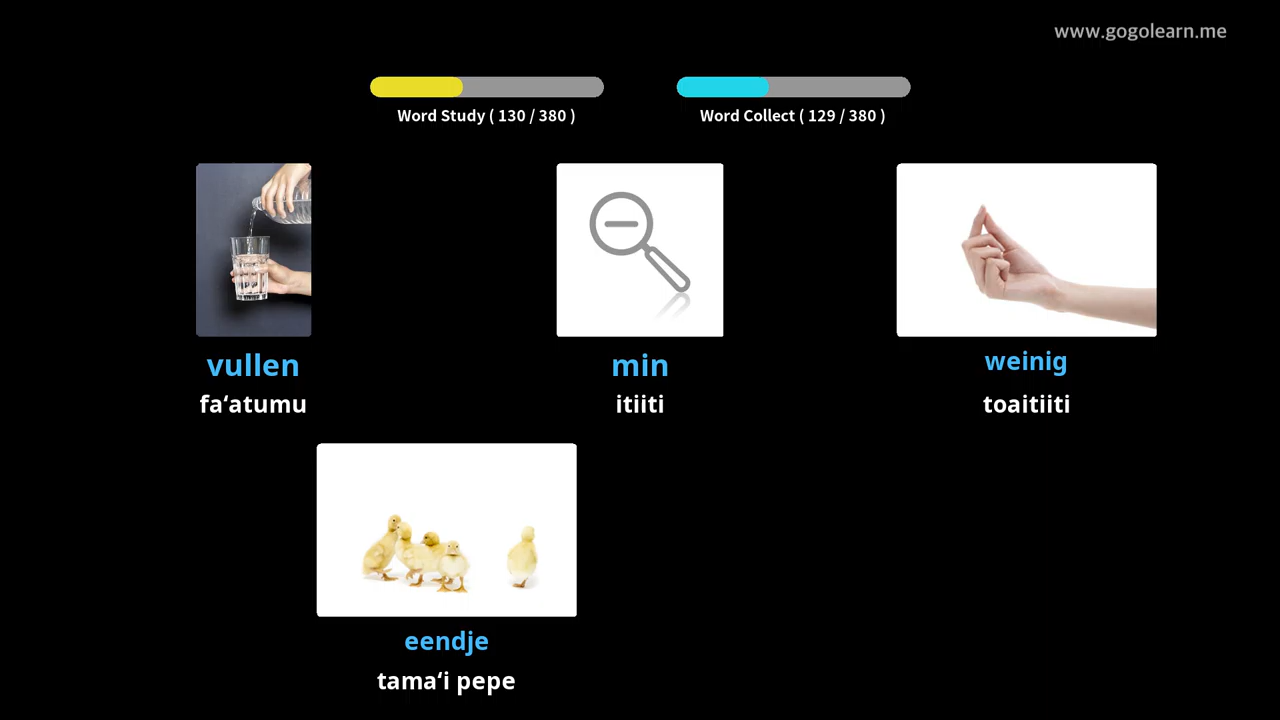 www.gogolearn.me
Word Study ( 130 / 380 )
Word Collect ( 129 / 380 )
vullen
fa‘atumu
min
itiiti
weinig
toaitiiti
eendje
tama‘i pepe